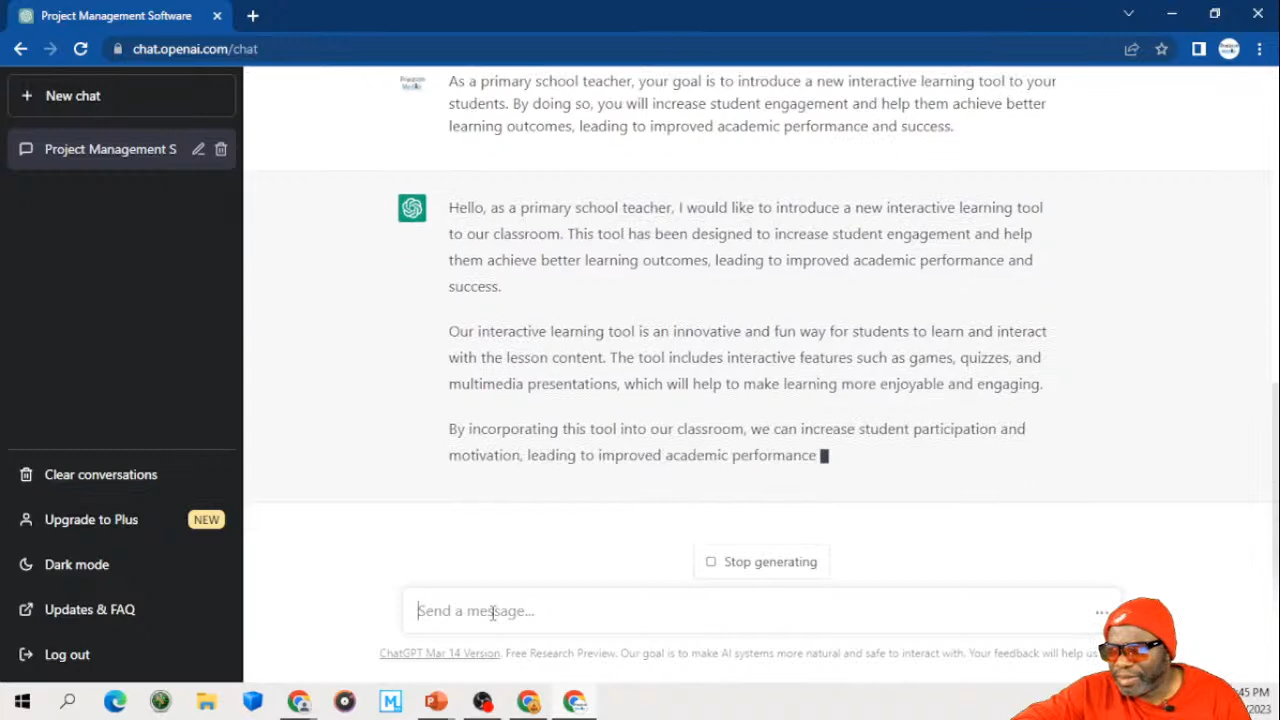 Project Management Software
chat.openai.com/chat
New chat
Project Management S
As a primary school teacher, your goal is to introduce a new interactive learning tool to your
students. By doing so, you will increase student engagement and help them achieve better
learning outcomes, leading to improved academic performance and success.
Hello, as a primary school teacher, I would like to introduce a new interactive learning tool
to our classroom. This tool has been designed to increase student engagement and help
them achieve better learning outcomes, leading to improved academic performance and
success.
Our interactive learning tool is an innovative and fun way for students to learn and interact
with the lesson content. The tool includes interactive features such as games, quizzes, and
multimedia presentations, which will help to make learning more enjoyable and engaging.
By incorporating this tool into our classroom, we can increase student participation and
motivation, leading to improved academic performance
Clear conversations
Upgrade to Plus NEW
Dark mode
Updates & FAQ
Log out
Stop generating
Send a message...
ChatGPT Mar 14 Version. Free Research Preview. Our goal is to make AI systems more natural and safe to interact with. Your feedback will help us
:45 PM
/2023